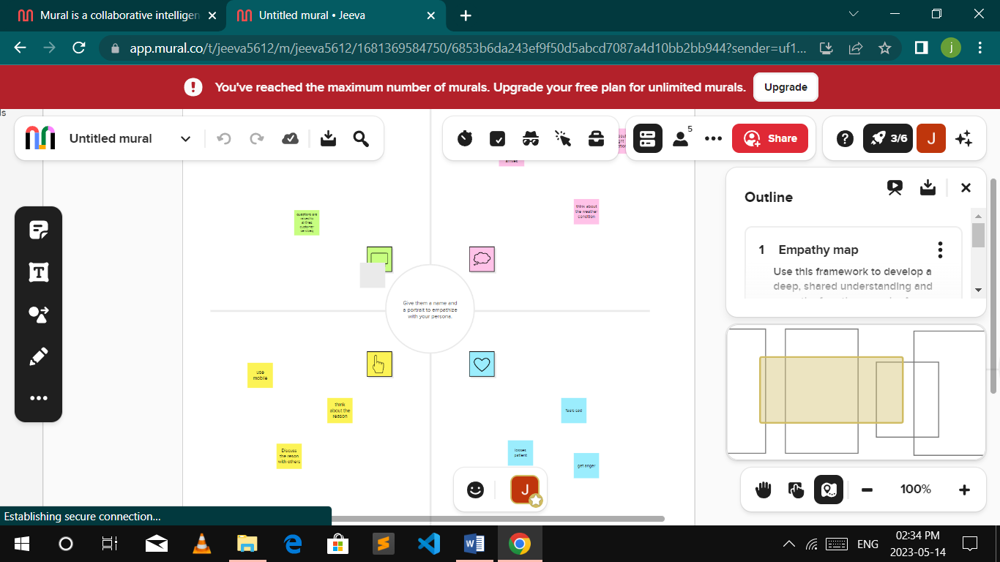 Mural is a collaborative intelligen
Untitled mural • Jeeva
app.mural.co/t/jeeva5612/m/jeeva5612/1681369584750/6853b6da243ef9f50d5abcd7087a4d10bb2bb944?sender=uf1...
j
You've reached the maximum number of murals. Upgrade your free plan for unlimited murals.
Upgrade
ls
Untitled mural
5
Share
3/6
J
arrives
Outline
1 Empathy map
Use this framework to develop a
deep, shared understanding and
think about
the weather
condition
questions are
raised to
airlines
customer
services
Give them a name and
a portrait to empathize
with your persona.
use
mobile
think
about the
reason
Discuss
the reson
with others
feels sad
losses
patient
get anger
J
100%
Establishing secure connection...
ENG
02:34 PM
2023-05-14